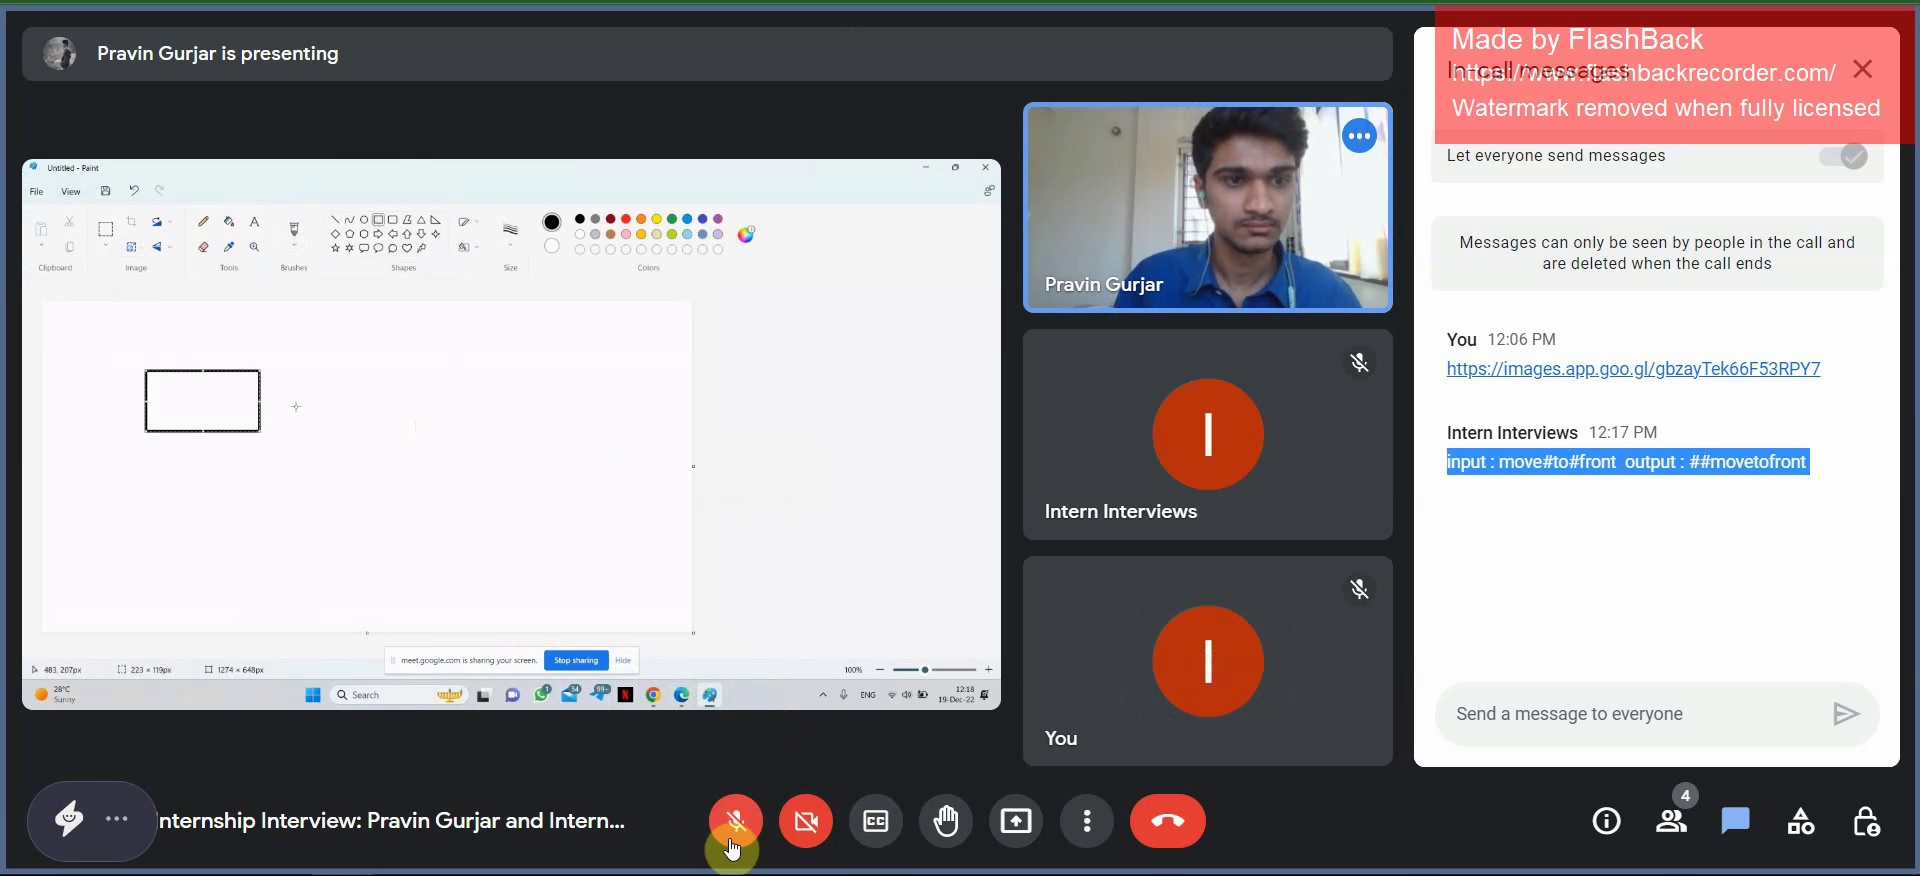 Pravin Gurjar is presenting
Made by FlashBack
https://www.flashbackrecorder.com/
In-call messages
Watermark removed when fully licensed
Let everyone send messages
Messages can only be seen by people in the call and
are deleted when the call ends
You 12:06 PM
https://images.app.goo.gl/gbzayTek66F53RPY7
Intern Interviews 12:17 PM
input : move#to#front output : ##movetofront
Send a message to everyone
Untitled - Paint
File View
Clipboard Image Tools Brushes Shapes Size Colors
meet.google.com is sharing your screen. Stop sharing Hide
483, 207px 223 × 119px 1274 × 648px 100%
28°C
Sunny
Search
1 34 99+
N
ENG
12:18
19-Dec-22
Pravin Gurjar
I
Intern Interviews
I
You
nternship Interview: Pravin Gurjar and Intern...
CC
4